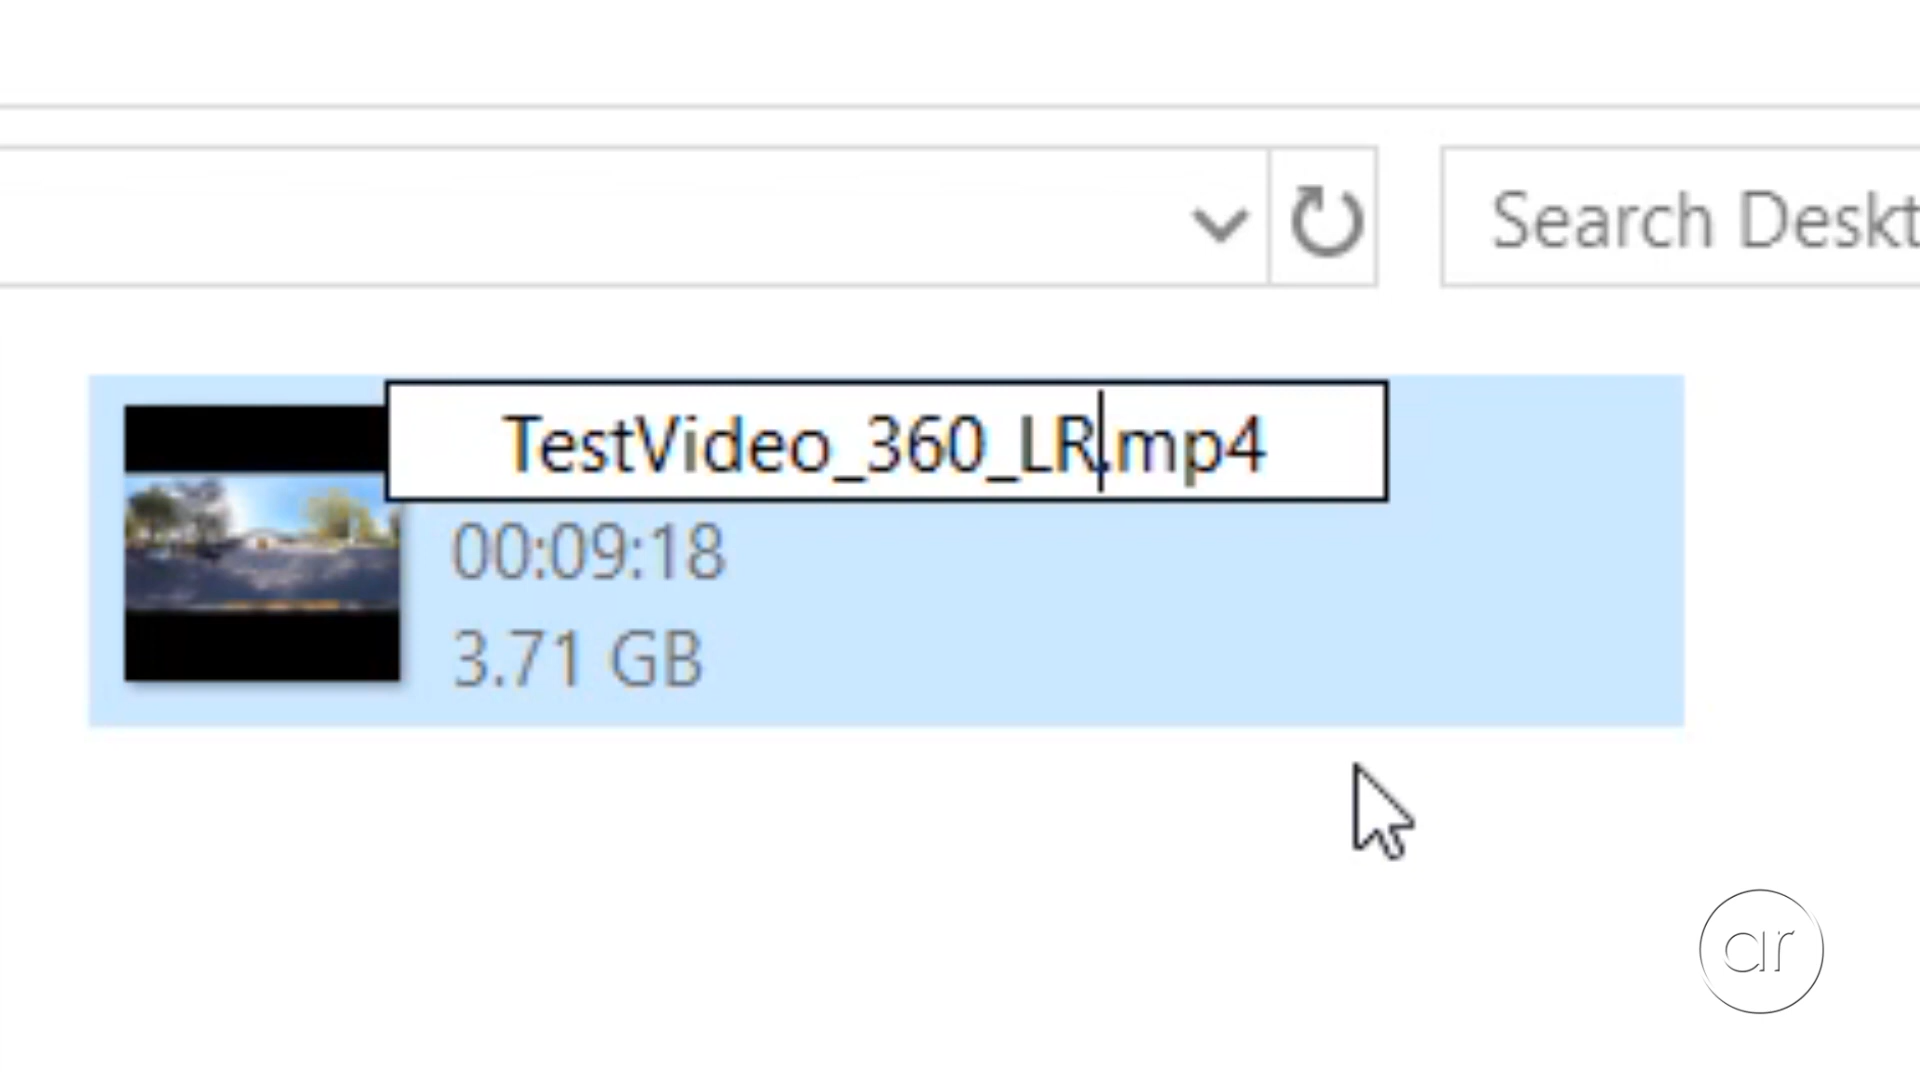 Search Deskt
TestVideo_360_LR.mp4
00:09:18
3.71 GB
ar